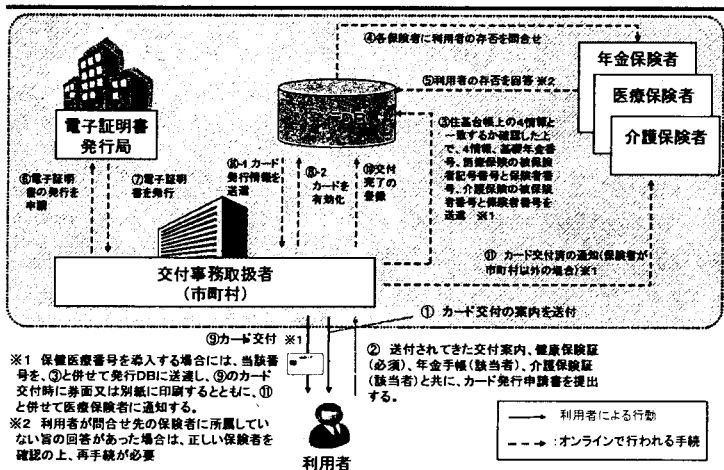 ④各保険者に利用者の存否を問合せ
年金保険者
医療保険者
介護保険者
⑤利用者の存否を回答 ※2
電子証明書
発行局
③住基台帳上の4情報と
一致するか確認した上
で、4情報、基礎年金番
号、医療保険の被保険
者記号番号と保険者番
号、介護保険の被保険
者番号と保険者番号を
送達 ※1
⑥電子証明
書の発行を
申請
⑦電子証明
書を発行
⑧-1 カード
発行情報を
送達
⑧-2
カードを
有効化
⑩交付
完了の
登録
交付事務取扱者
(市町村)
⑪ カード交付済の通知(保険者が
市町村以外の場合)※1
① カード交付の案内を送付
⑨カード交付 ※1
② 送付されてきた交付案内、健康保険証
(必須)、年金手帳(該当者)、介護保険証
(該当者)と共に、カード発行申請書を提出
する。
※1 保健医療番号を導入する場合には、当該
番号を、③と併せて発行DBに送達し、⑨のカード
交付時に券面又は別紙に印刷するとともに、⑪
と併せて医療保険者に通知する。
※2 利用者が問合せ先の保険者に所属してい
ない旨の回答があった場合は、正しい保険者を
確認の上、再手続が必要
利用者
利用者による行動
:オンラインで行われる手続